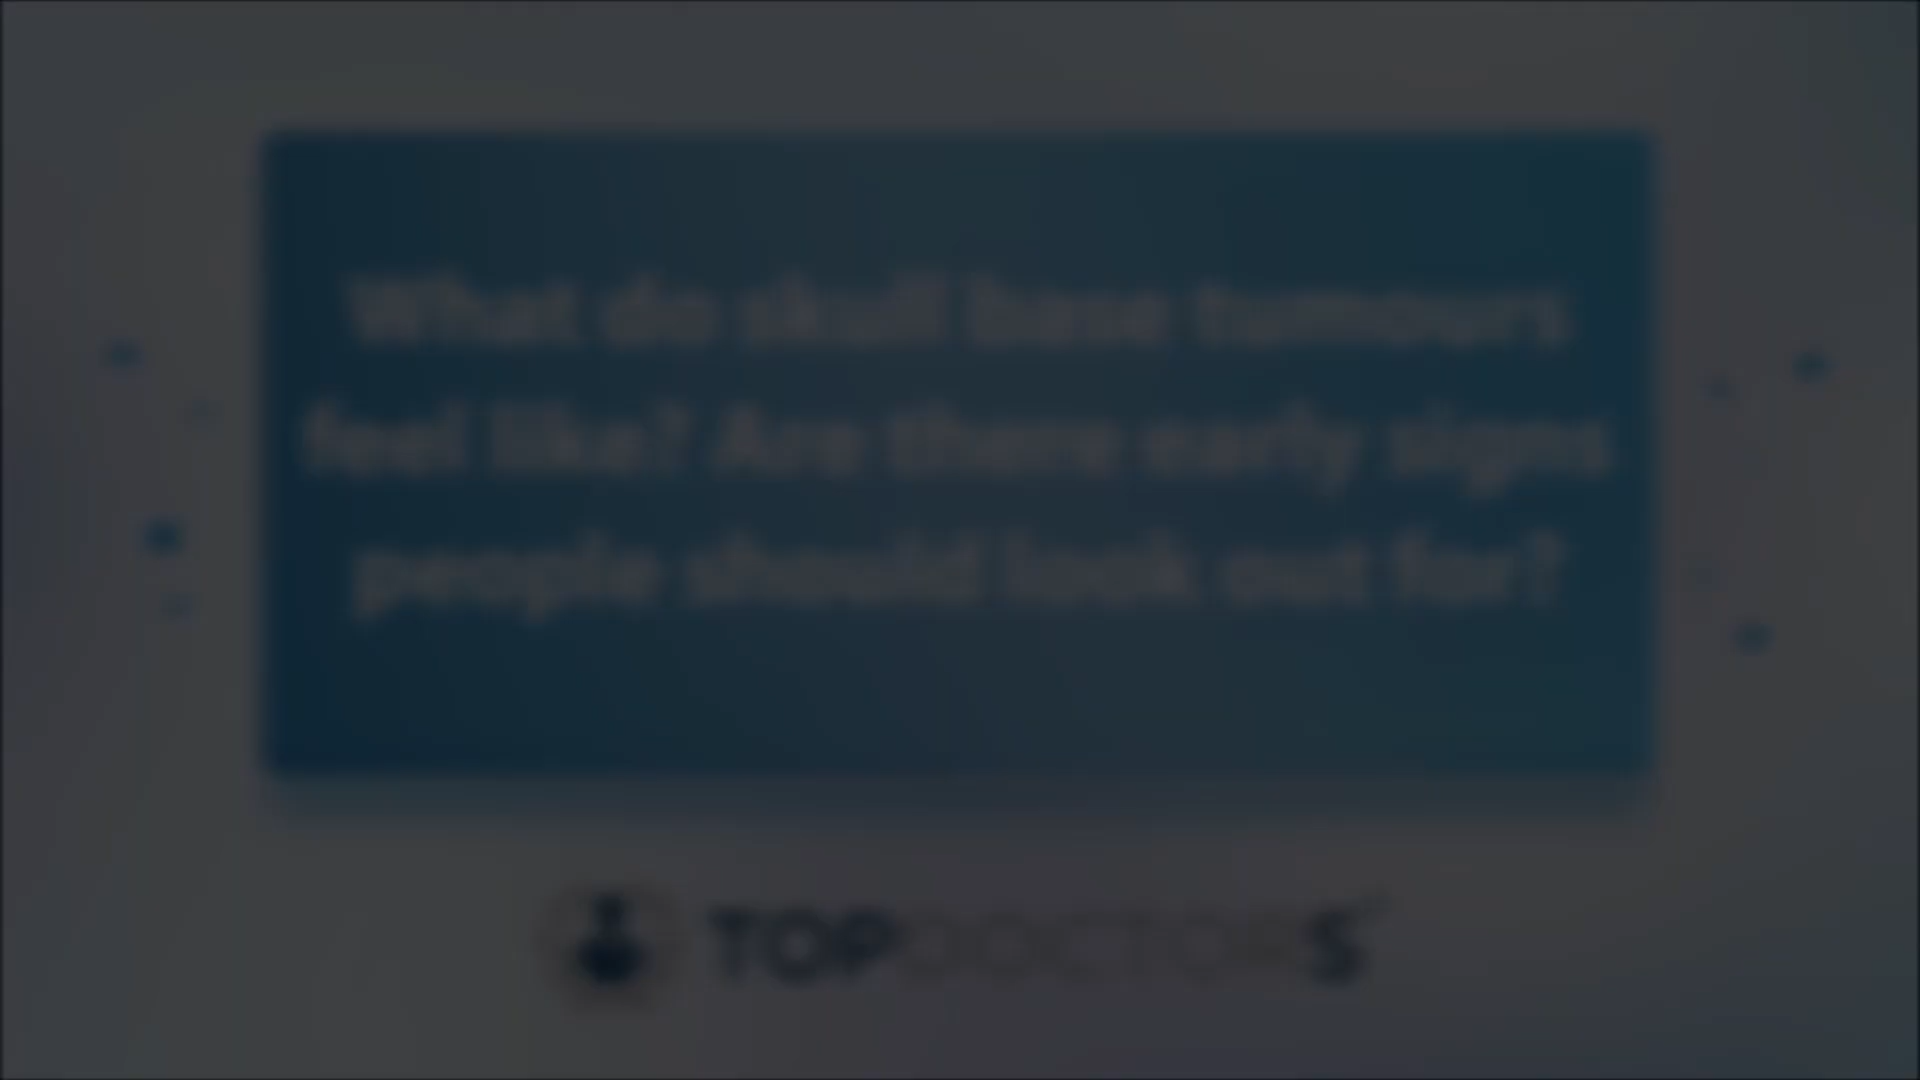 What do skull base tumours
feel like? Are there early signs
people should look out for?
TOPDOCTORS